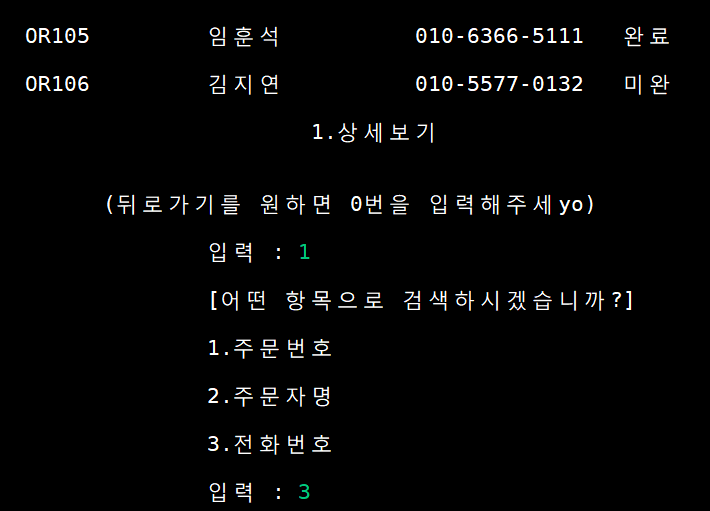 OR105 임훈석 010-6366-5111 완료
OR106 김지연 010-5577-0132 미완
1.상세보기
(뒤로가기를 원하면 0번을 입력해주세yo)
입력 : 1
[어떤 항목으로 검색하시겠습니까?]
1.주문번호
2.주문자명
3.전화번호
입력 : 3